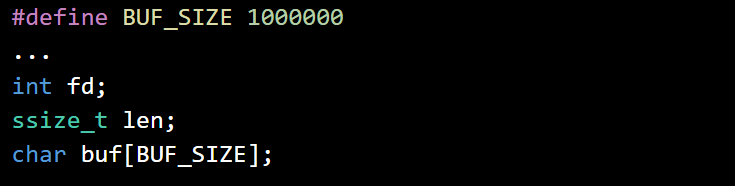 #define BUF_SIZE 1000000
...
int fd;
ssize_t len;
char buf[BUF_SIZE];